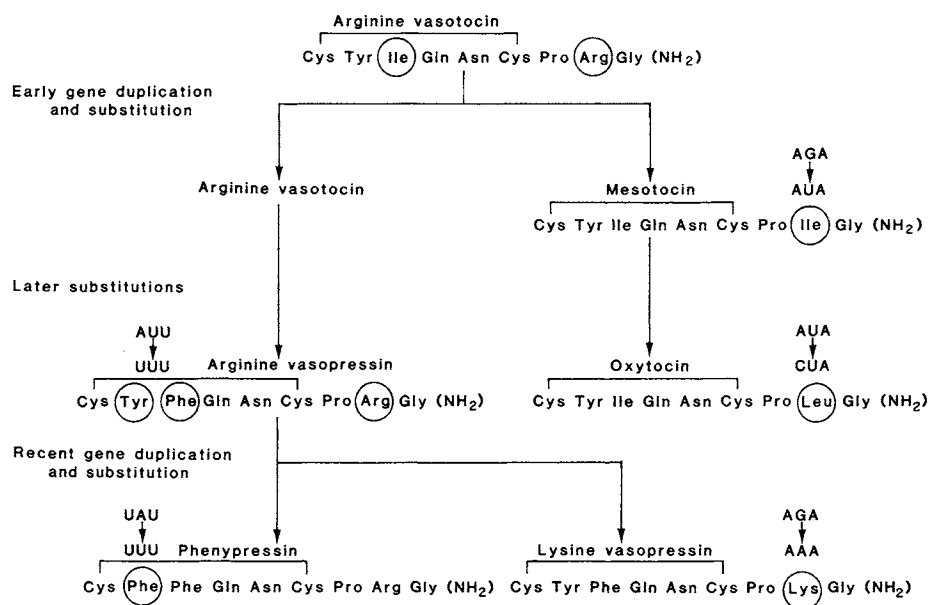 Arginine vasotocin
Cys Tyr Ile Gln Asn Cys Pro Arg Gly (NH2)
Early gene duplication
and substitution
AGA
Arginine vasotocin
Mesotocin
AUA
Cys Tyr Ile Gln Asn Cys Pro Ile Gly (NH2)
Later substitutions
AUU
AUA
Arginine vasopressin
Oxytocin
UUU
CUA
Cys Tyr Phe Gln Asn Cys Pro Arg Gly (NH2)
Cys Tyr Ile Gln Asn Cys Pro Leu Gly (NH2)
Recent gene duplication
and substitution
UAU
AGA
UUU Phenypressin
Lysine vasopressin
AAA
Cys Phe Phe Gln Asn Cys Pro Arg Gly (NH2)
Cys Tyr Phe Gln Asn Cys Pro Lys Gly (NH2)